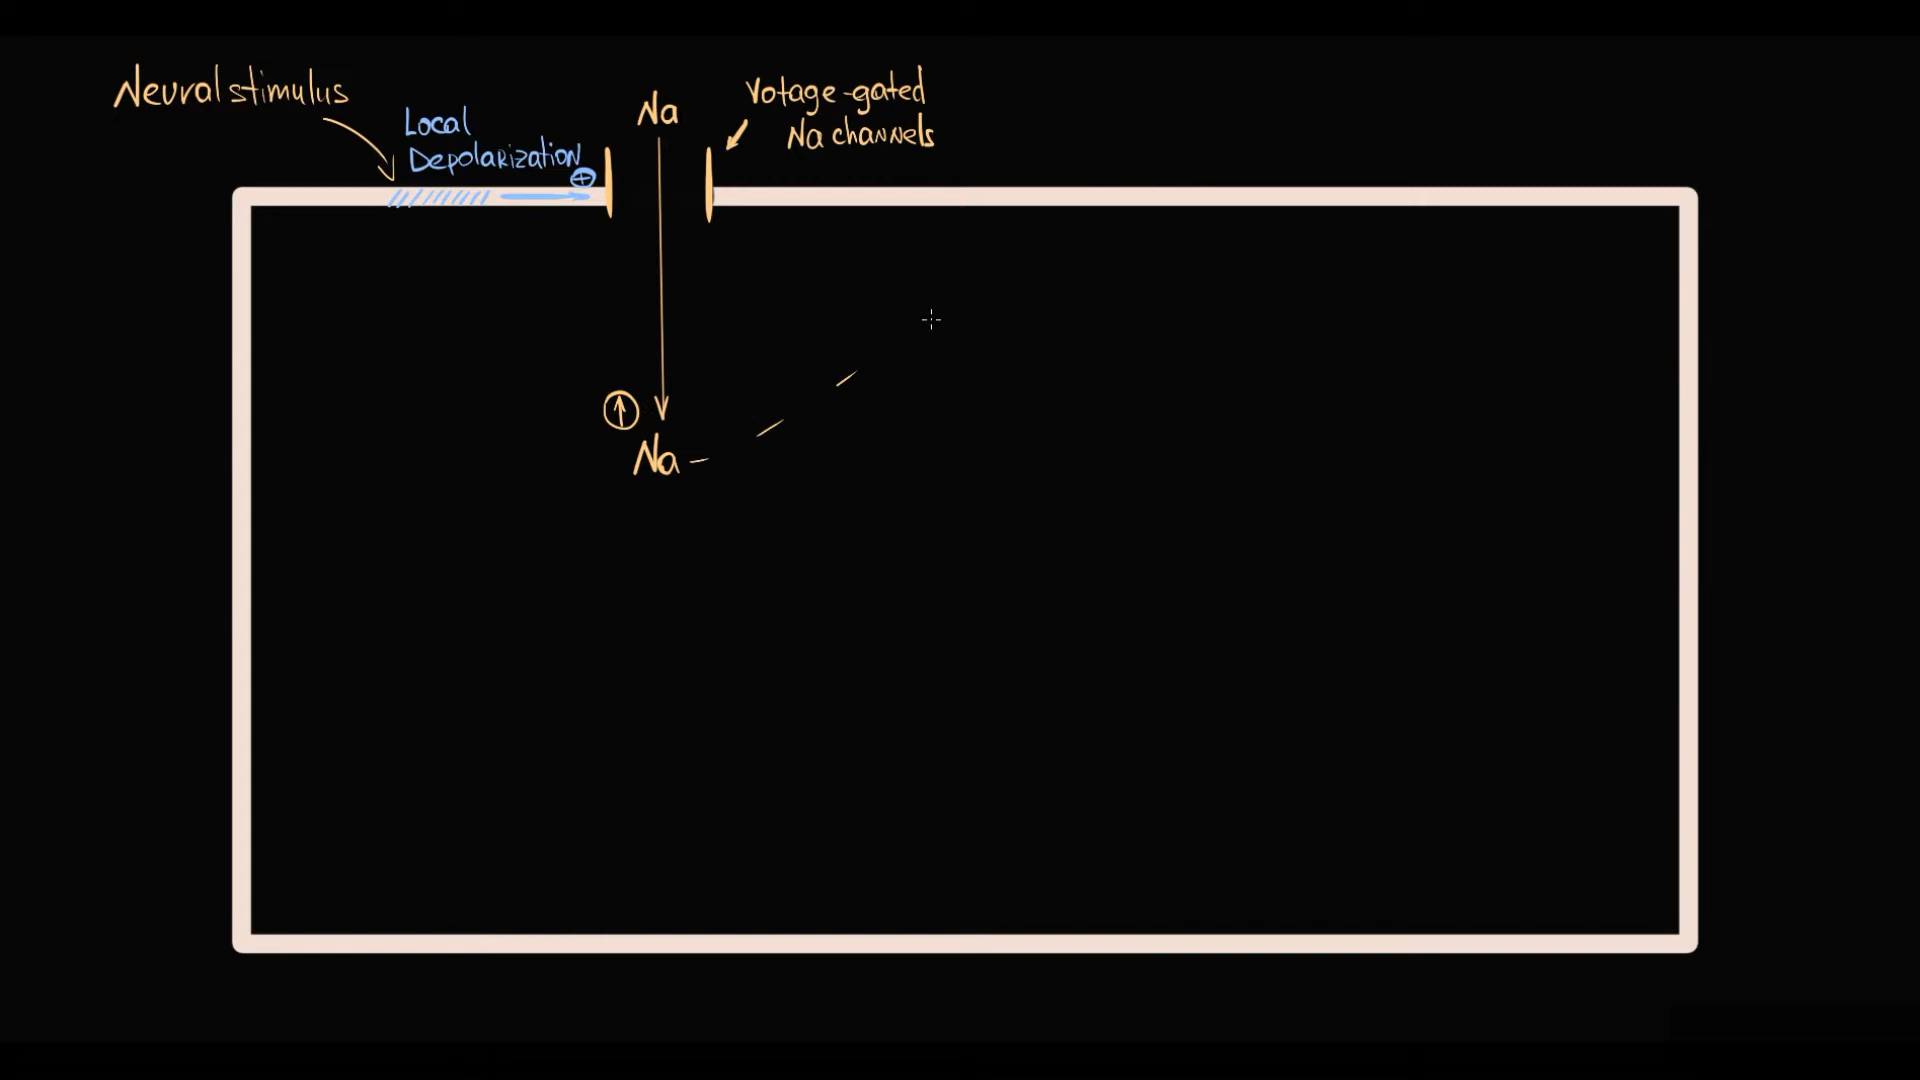 Neural stimulus
Local
Depolarization
+
Na
Votage-gated
Na channels
↑
Na